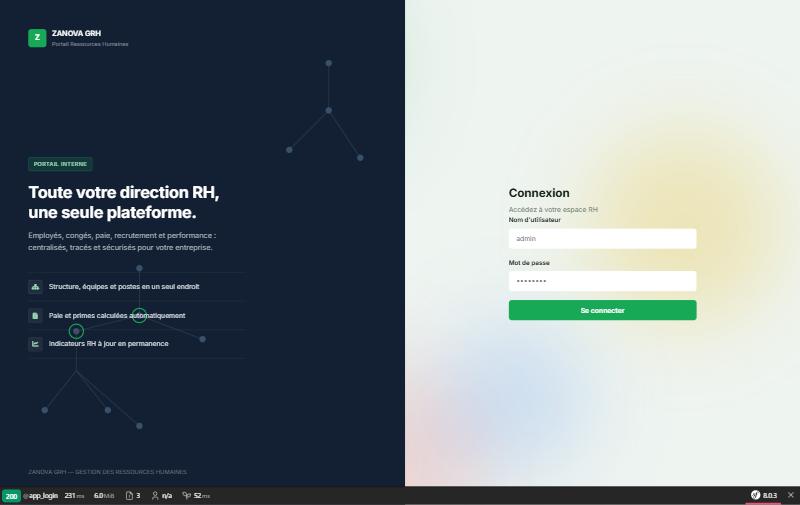 Z
ZANOVA GRH
Portail Ressources Humaines
PORTAIL INTERNE
Toute votre direction RH,
une seule plateforme.
Employés, congés, paie, recrutement et performance :
centralisés, tracés et sécurisés pour votre entreprise.
Structure, équipes et postes en un seul endroit
Paie et primes calculées automatiquement
Indicateurs RH à jour en permanence
ZANOVA GRH — GESTION DES RESSOURCES HUMAINES
Connexion
Accédez à votre espace RH
Nom d'utilisateur
admin
Mot de passe
••••••••
Se connecter
200 @app_login 231 ms 6.0 MiB 3 n/a 52 ms 8.0.3